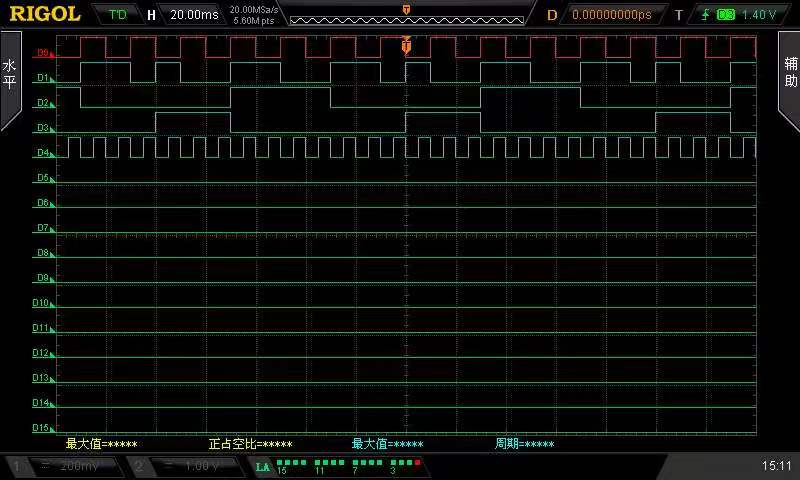 RIGOL T'D H 20.00ms 20.00MSa/s 5.60M pts T D 0.00000000ps T D3 1.40 V
水平
辅助
T
D0
D1
D2
D3
D4
D5
D6
D7
D8
D9
D10
D11
D12
D13
D14
D15
最大值=***** 正占空比=***** 最大值=***** 周期=*****
1 = 200mV 2 = 1.00 V LA 15 11 7 3 15:11